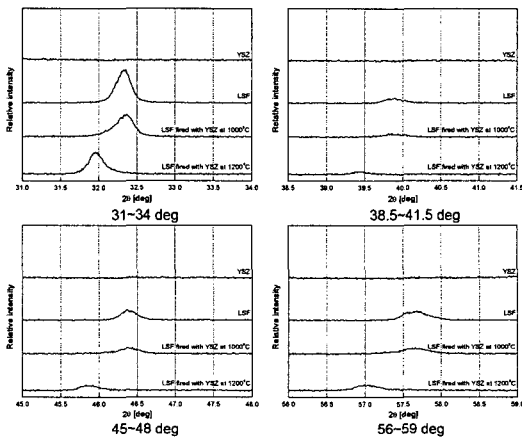 Relative intensity
YSZ
LSF
LSF fired with YSZ at 1000°C
LSF fired with YSZ at 1200°C
31.0 31.5 32.0 32.5 33.0 33.5 34.0
2θ [deg]
31~34 deg
Relative intensity
YSZ
LSF
LSF fired with YSZ at 1000°C
LSF fired with YSZ at 1200°C
38.5 39.0 39.5 40.0 40.5 41.0 41.5
2θ [deg]
38.5~41.5 deg
Relative intensity
YSZ
LSF
LSF fired with YSZ at 1000°C
LSF fired with YSZ at 1200°C
45.0 45.5 46.0 46.5 47.0 47.5 48.0
2θ [deg]
45~48 deg
Relative intensity
YSZ
LSF
LSF fired with YSZ at 1000°C
LSF fired with YSZ at 1200°C
56.0 56.5 57.0 57.5 58.0 58.5 59.0
2θ [deg]
56~59 deg